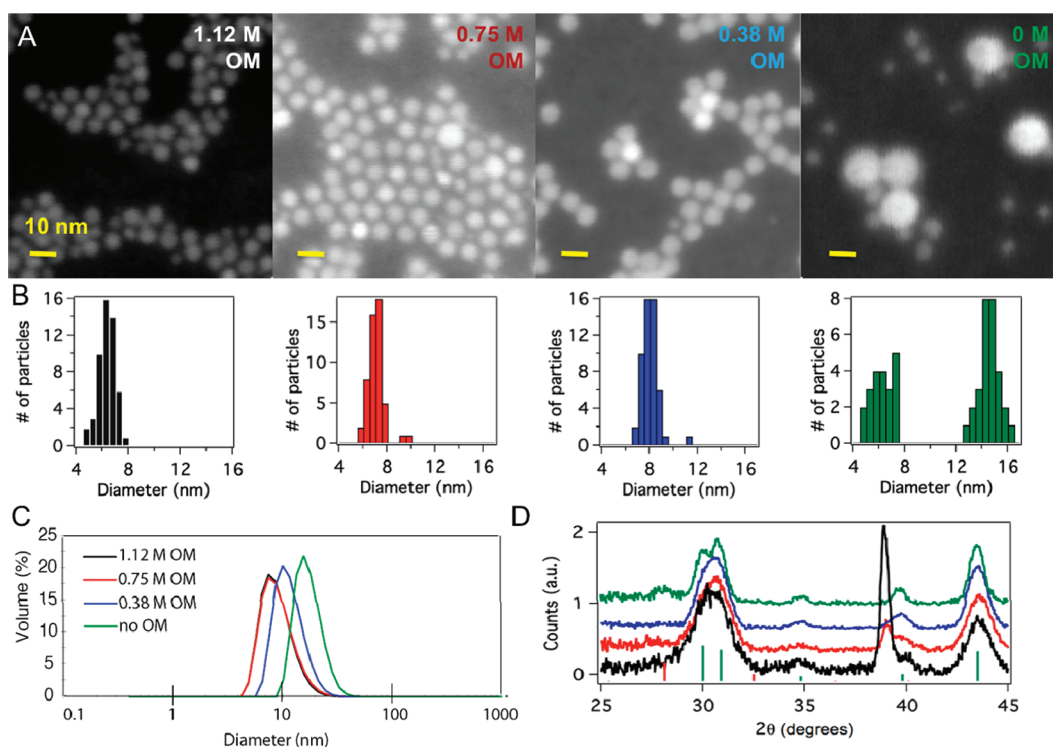 A
1.12 M
OM
0.75 M
OM
0.38 M
OM
0 M
OM
10 nm
B
# of particles
16
12
8
4
0
4 8 12 16
Diameter (nm)
# of particles
15
10
5
0
4 8 12 16
Diameter (nm)
# of particles
16
12
8
4
0
4 8 12 16
Diameter (nm)
# of particles
8
6
4
2
0
4 8 12 16
Diameter (nm)
C
Volume (%)
25
20
15
10
5
0
1.12 M OM
0.75 M OM
0.38 M OM
no OM
0.1 1 10 100 1000
Diameter (nm)
D
Counts (a.u.)
2
1
0
25 30 35 40 45
2θ (degrees)